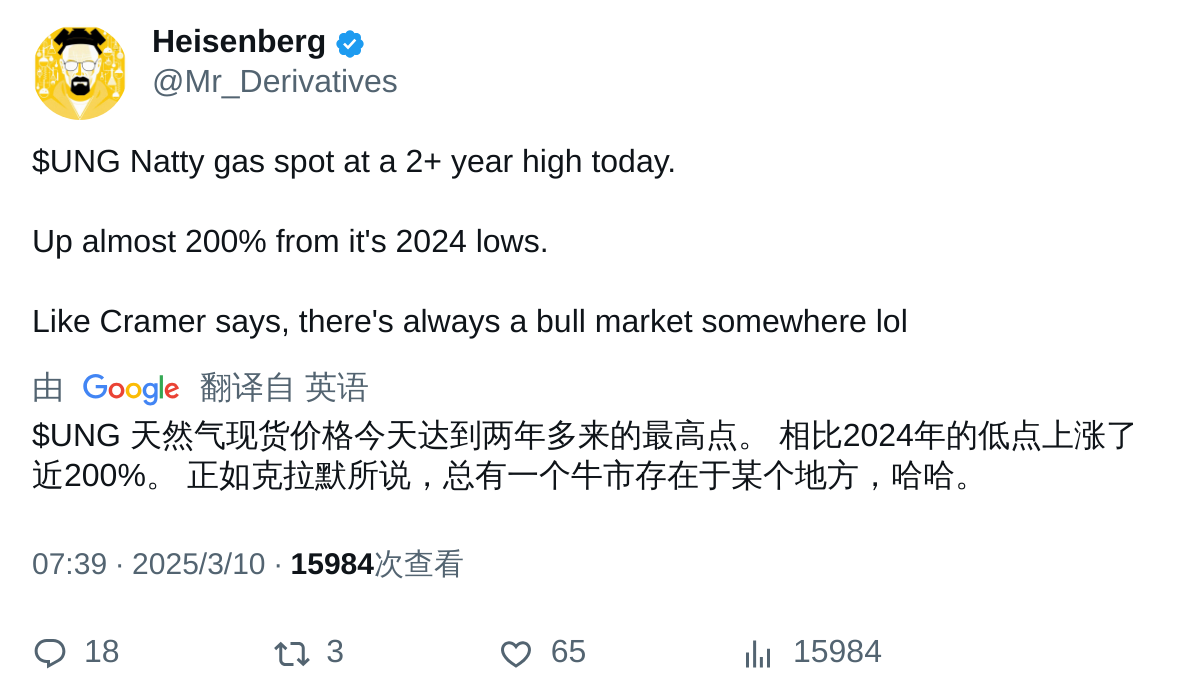 Heisenberg
@Mr_Derivatives
$UNG Natty gas spot at a 2+ year high today.
Up almost 200% from it's 2024 lows.
Like Cramer says, there's always a bull market somewhere lol
由 Google 翻译自 英语
$UNG 天然气现货价格今天达到两年多来的最高点。 相比2024年的低点上涨了
近200%。 正如克拉默所说，总有一个牛市存在于某个地方，哈哈。
07:39 · 2025/3/10 · 15984次查看
18 3 65 15984